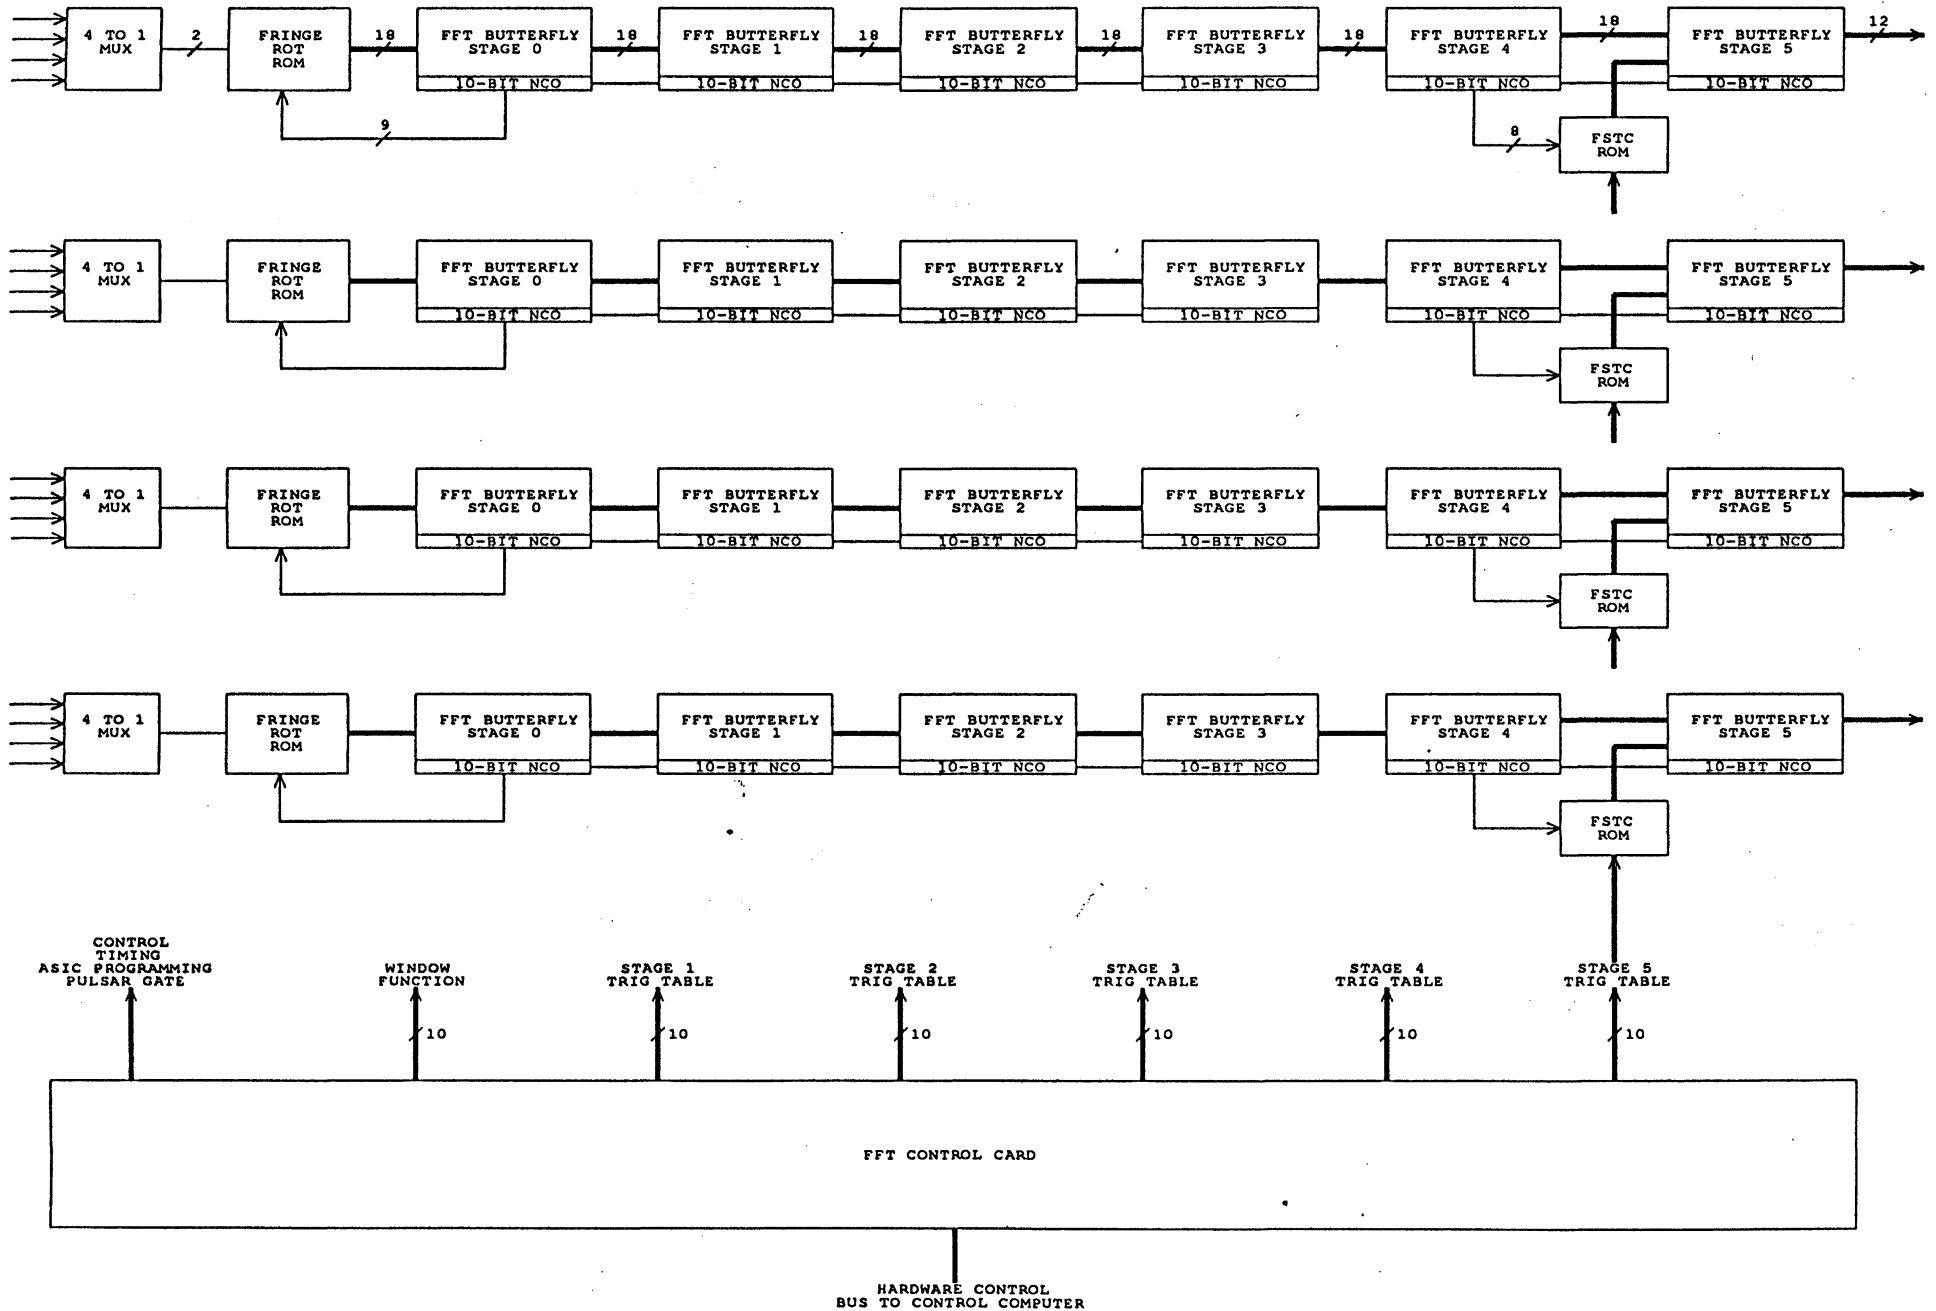 4 TO 1
MUX
2
FRINGE
ROT
ROM
18
FFT BUTTERFLY
STAGE 0
10-BIT NCO
18
FFT BUTTERFLY
STAGE 1
10-BIT NCO
18
FFT BUTTERFLY
STAGE 2
10-BIT NCO
18
FFT BUTTERFLY
STAGE 3
10-BIT NCO
18
FFT BUTTERFLY
STAGE 4
10-BIT NCO
18
FFT BUTTERFLY
STAGE 5
10-BIT NCO
12
9
8
FSTC
ROM
4 TO 1
MUX
FRINGE
ROT
ROM
FFT BUTTERFLY
STAGE 0
10-BIT NCO
FFT BUTTERFLY
STAGE 1
10-BIT NCO
FFT BUTTERFLY
STAGE 2
10-BIT NCO
FFT BUTTERFLY
STAGE 3
10-BIT NCO
FFT BUTTERFLY
STAGE 4
10-BIT NCO
FFT BUTTERFLY
STAGE 5
10-BIT NCO
FSTC
ROM
4 TO 1
MUX
FRINGE
ROT
ROM
FFT BUTTERFLY
STAGE 0
10-BIT NCO
FFT BUTTERFLY
STAGE 1
10-BIT NCO
FFT BUTTERFLY
STAGE 2
10-BIT NCO
FFT BUTTERFLY
STAGE 3
10-BIT NCO
FFT BUTTERFLY
STAGE 4
10-BIT NCO
FFT BUTTERFLY
STAGE 5
10-BIT NCO
FSTC
ROM
4 TO 1
MUX
FRINGE
ROT
ROM
FFT BUTTERFLY
STAGE 0
10-BIT NCO
FFT BUTTERFLY
STAGE 1
10-BIT NCO
FFT BUTTERFLY
STAGE 2
10-BIT NCO
FFT BUTTERFLY
STAGE 3
10-BIT NCO
FFT BUTTERFLY
STAGE 4
10-BIT NCO
FFT BUTTERFLY
STAGE 5
10-BIT NCO
FSTC
ROM
CONTROL
TIMING
ASIC PROGRAMMING
PULSAR GATE
WINDOW
FUNCTION
10
STAGE 1
TRIG TABLE
10
STAGE 2
TRIG TABLE
10
STAGE 3
TRIG TABLE
10
STAGE 4
TRIG TABLE
10
STAGE 5
TRIG TABLE
10
FFT CONTROL CARD
HARDWARE CONTROL
BUS TO CONTROL COMPUTER